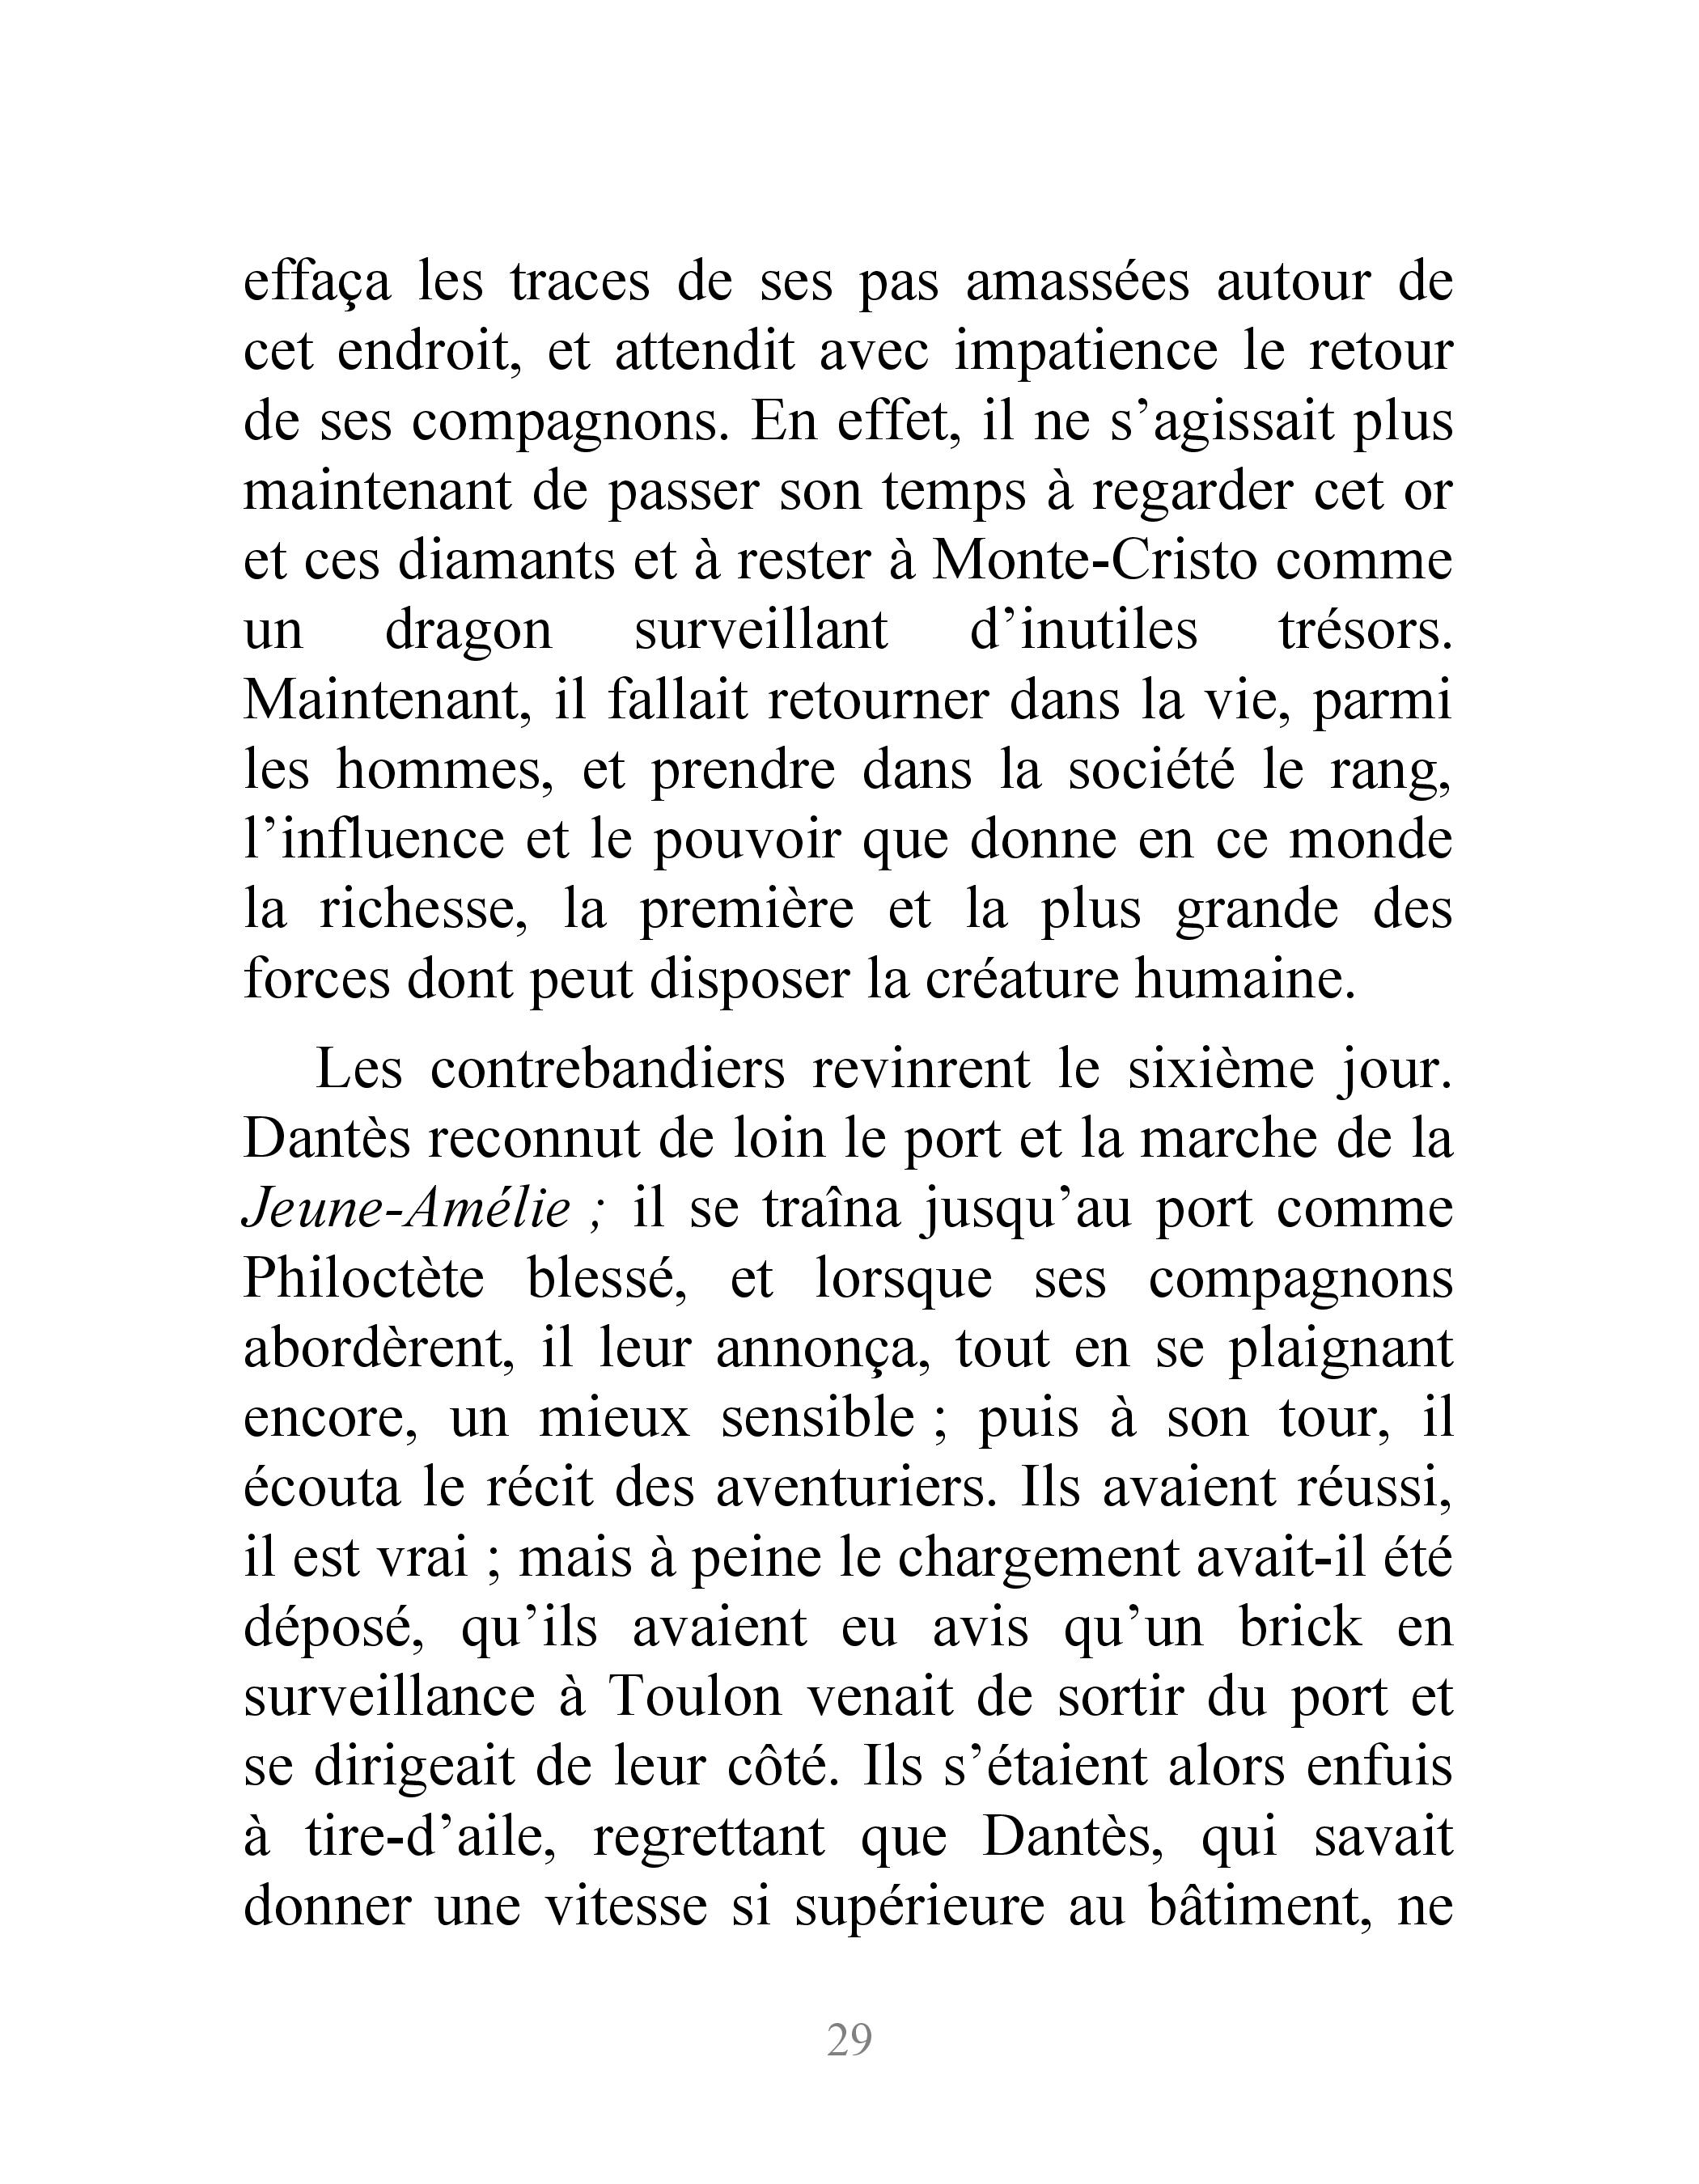 effaça les traces de ses pas amassées autour de
cet endroit, et attendit avec impatience le retour
de ses compagnons. En effet, il ne s’agissait plus
maintenant de passer son temps à regarder cet or
et ces diamants et à rester à Monte-Cristo comme
un dragon surveillant d’inutiles trésors.
Maintenant, il fallait retourner dans la vie, parmi
les hommes, et prendre dans la société le rang,
l’influence et le pouvoir que donne en ce monde
la richesse, la première et la plus grande des
forces dont peut disposer la créature humaine.
Les contrebandiers revinrent le sixième jour.
Dantès reconnut de loin le port et la marche de la
Jeune-Amélie ; il se traîna jusqu’au port comme
Philoctète blessé, et lorsque ses compagnons
abordèrent, il leur annonça, tout en se plaignant
encore, un mieux sensible ; puis à son tour, il
écouta le récit des aventuriers. Ils avaient réussi,
il est vrai ; mais à peine le chargement avait-il été
déposé, qu’ils avaient eu avis qu’un brick en
surveillance à Toulon venait de sortir du port et
se dirigeait de leur côté. Ils s’étaient alors enfuis
à tire-d’aile, regrettant que Dantès, qui savait
donner une vitesse si supérieure au bâtiment, ne
29